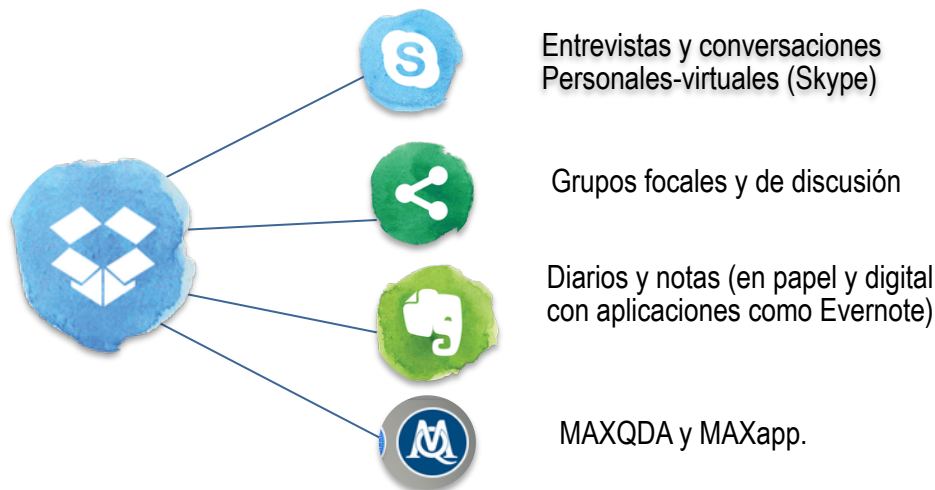 Entrevistas y conversaciones
Personales-virtuales (Skype)
Grupos focales y de discusión
Diarios y notas (en papel y digital
con aplicaciones como Evernote)
MAXQDA y MAXapp.